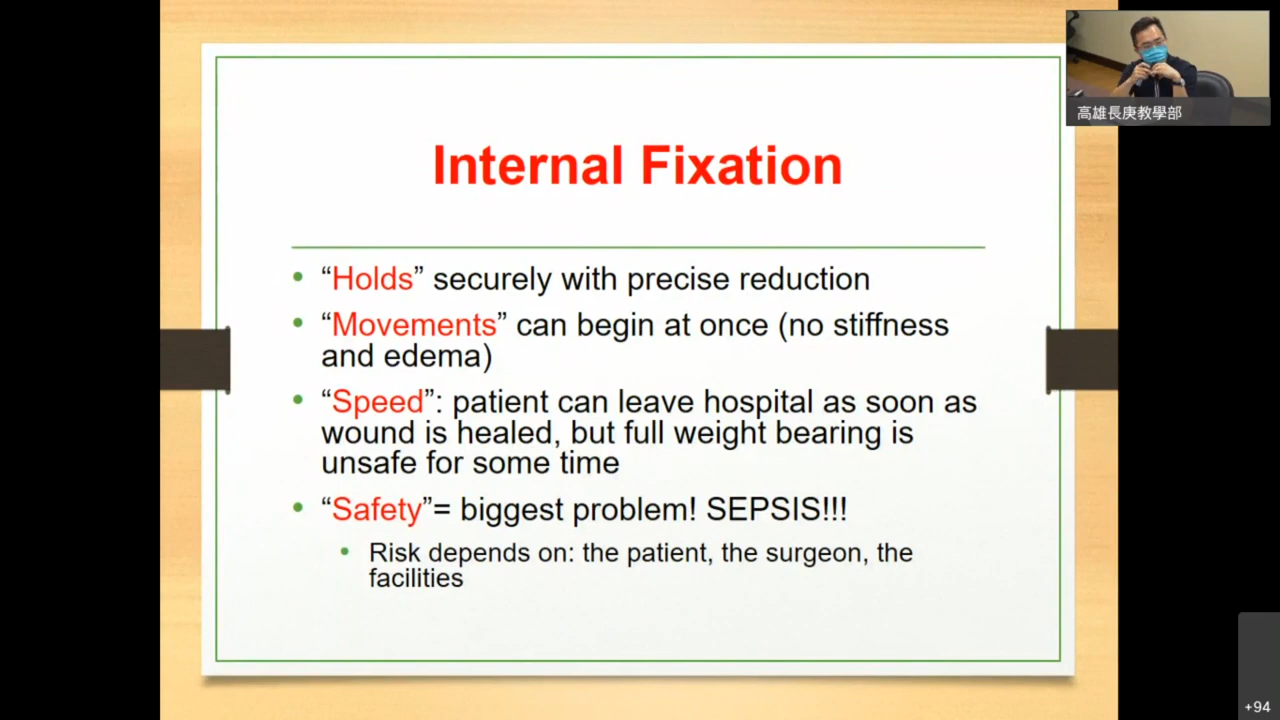 高雄長庚教學部
Internal Fixation
• “Holds” securely with precise reduction
• “Movements” can begin at once (no stiffness
and edema)
• “Speed”: patient can leave hospital as soon as
wound is healed, but full weight bearing is
unsafe for some time
• “Safety”= biggest problem! SEPSIS!!!
• Risk depends on: the patient, the surgeon, the
facilities
+94